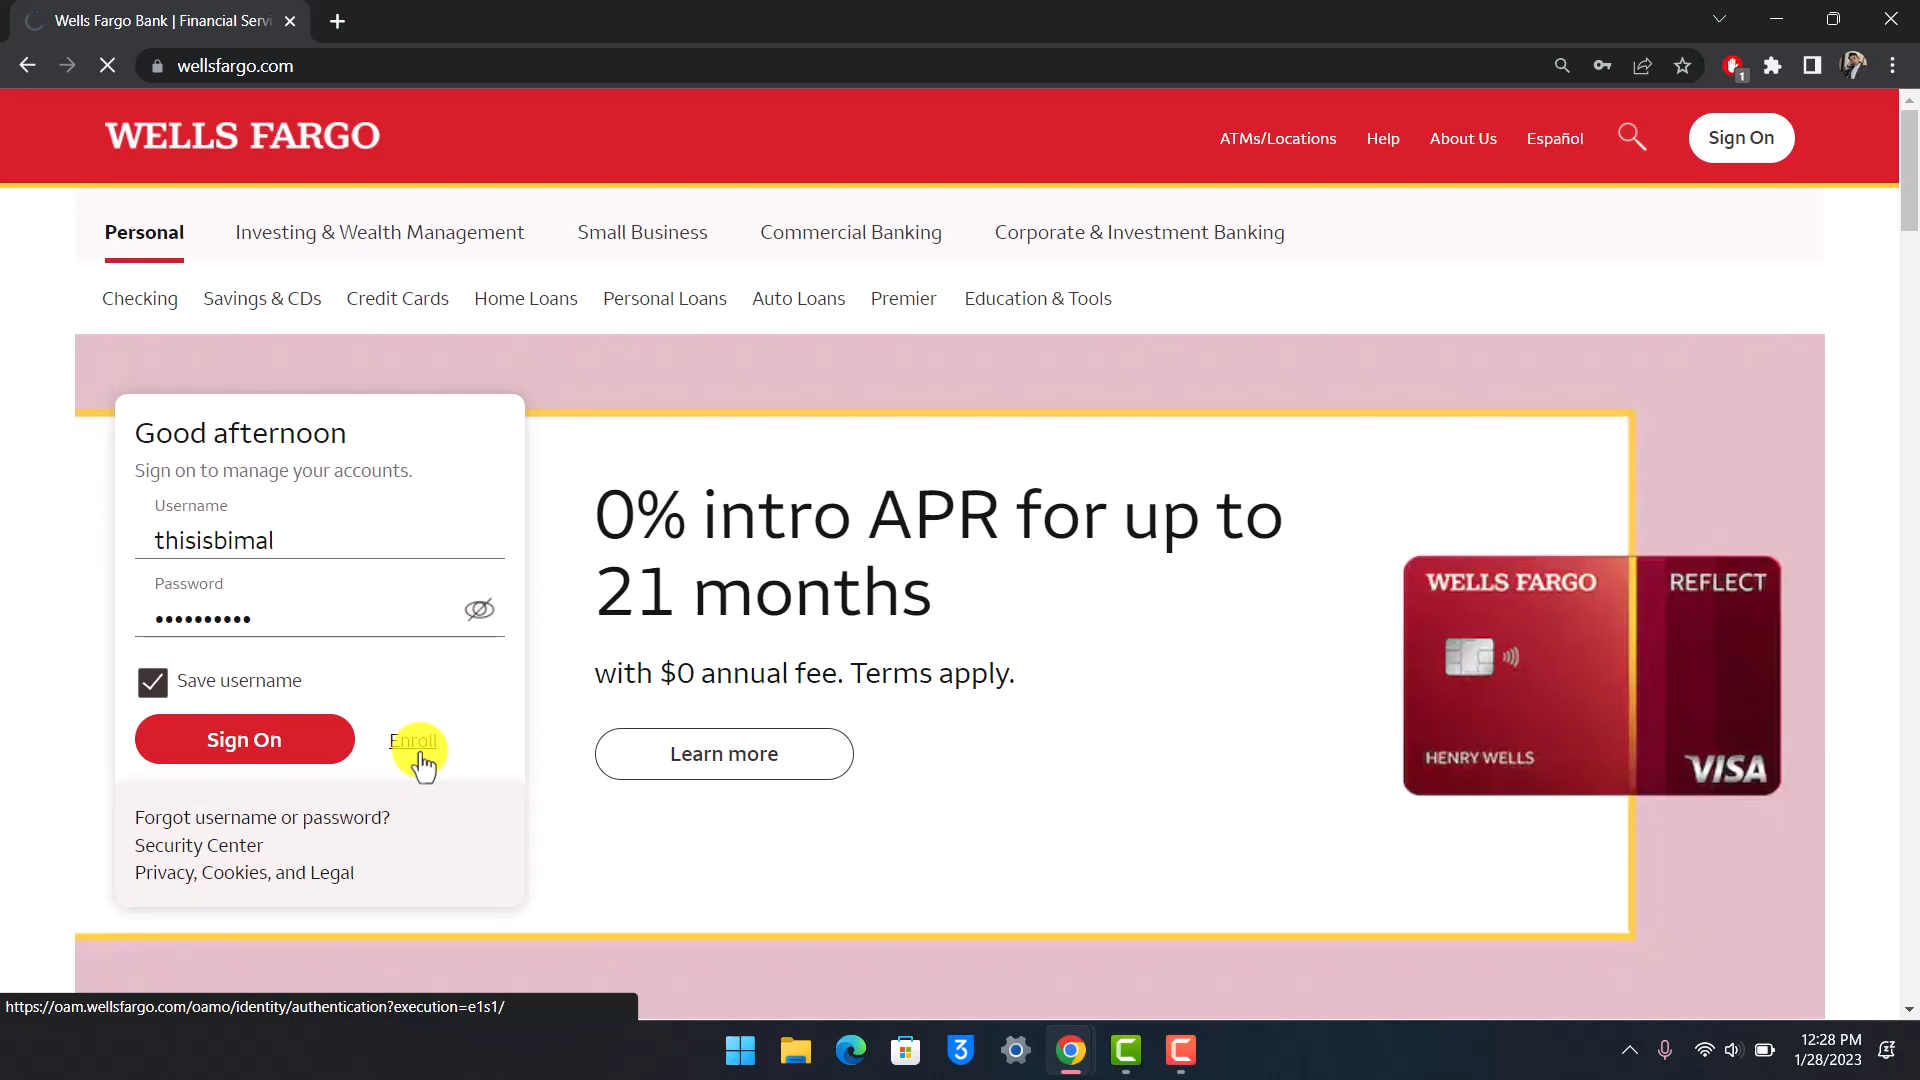 Wells Fargo Bank | Financial Servi
wellsfargo.com
1
WELLS FARGO
ATMs/Locations Help About Us Español Sign On
Personal Investing & Wealth Management Small Business Commercial Banking Corporate & Investment Banking
Checking Savings & CDs Credit Cards Home Loans Personal Loans Auto Loans Premier Education & Tools
Good afternoon
Sign on to manage your accounts.
Username
thisisbimal
Password
••••••••••
Save username
Sign On Enroll
Forgot username or password?
Security Center
Privacy, Cookies, and Legal
0% intro APR for up to
21 months
with $0 annual fee. Terms apply.
Learn more
WELLS FARGO REFLECT
HENRY WELLS
VISA
https://oam.wellsfargo.com/oamo/identity/authentication?execution=e1s1/
3
12:28 PM
1/28/2023